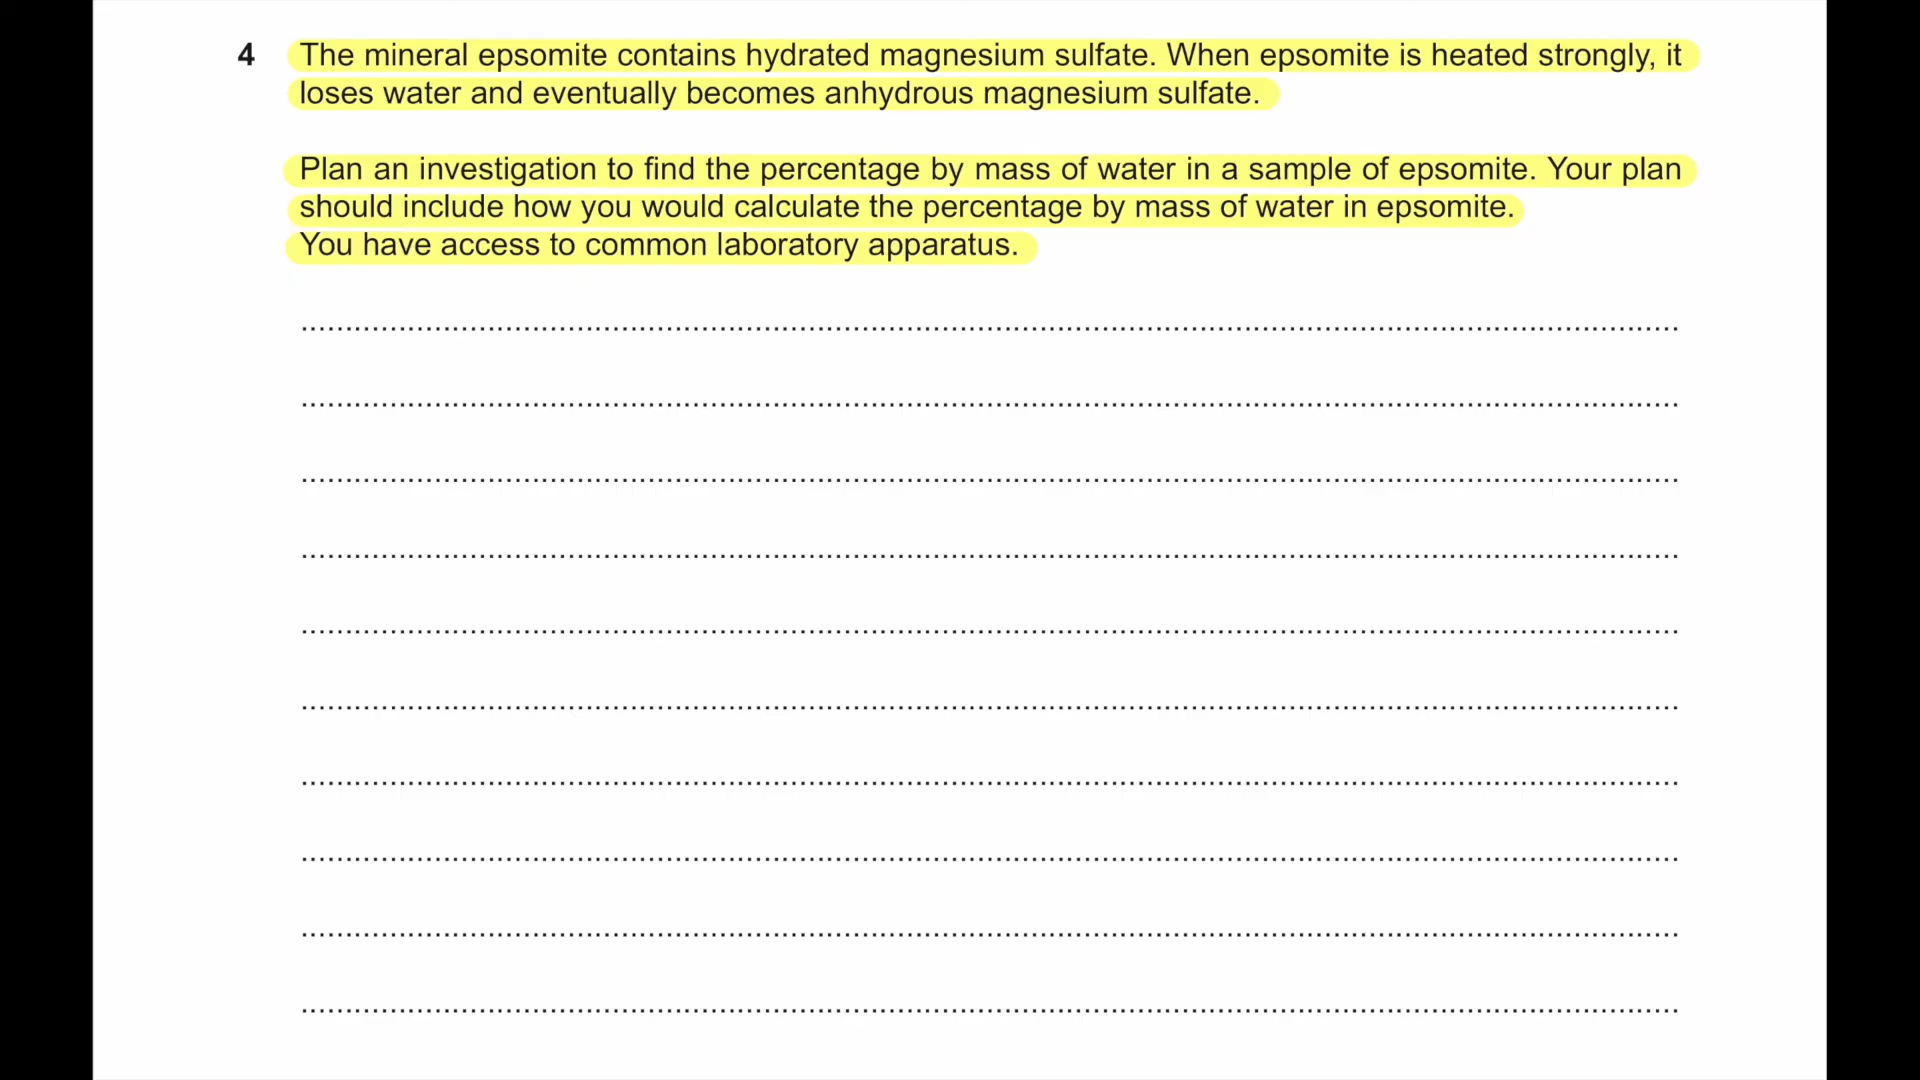 4 The mineral epsomite contains hydrated magnesium sulfate. When epsomite is heated strongly, it
loses water and eventually becomes anhydrous magnesium sulfate.
Plan an investigation to find the percentage by mass of water in a sample of epsomite. Your plan
should include how you would calculate the percentage by mass of water in epsomite.
You have access to common laboratory apparatus.